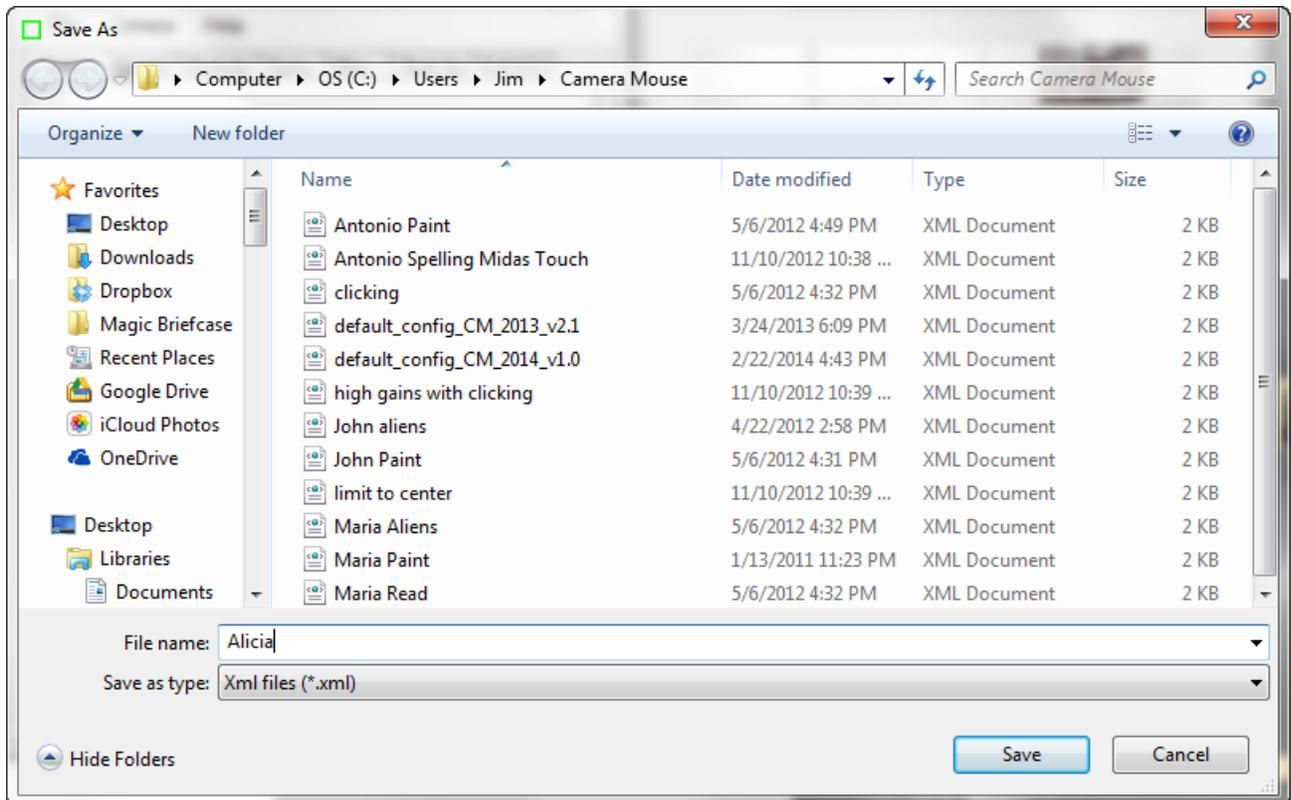 Save As
Computer ▸ OS (C:) ▸ Users ▸ Jim ▸ Camera Mouse
Search Camera Mouse
Organize
New folder
Favorites
Desktop
Downloads
Dropbox
Magic Briefcase
Recent Places
Google Drive
iCloud Photos
OneDrive
Desktop
Libraries
Documents
Name Date modified Type Size
Antonio Paint 5/6/2012 4:49 PM XML Document 2 KB
Antonio Spelling Midas Touch 11/10/2012 10:38 ... XML Document 2 KB
clicking 5/6/2012 4:32 PM XML Document 2 KB
default_config_CM_2013_v2.1 3/24/2013 6:09 PM XML Document 2 KB
default_config_CM_2014_v1.0 2/22/2014 4:43 PM XML Document 2 KB
high gains with clicking 11/10/2012 10:39 ... XML Document 2 KB
John aliens 4/22/2012 2:58 PM XML Document 2 KB
John Paint 5/6/2012 4:31 PM XML Document 2 KB
limit to center 11/10/2012 10:39 ... XML Document 2 KB
Maria Aliens 5/6/2012 4:32 PM XML Document 2 KB
Maria Paint 1/13/2011 11:23 PM XML Document 2 KB
Maria Read 5/6/2012 4:32 PM XML Document 2 KB
File name: Alicia
Save as type: Xml files (*.xml)
Hide Folders
Save
Cancel